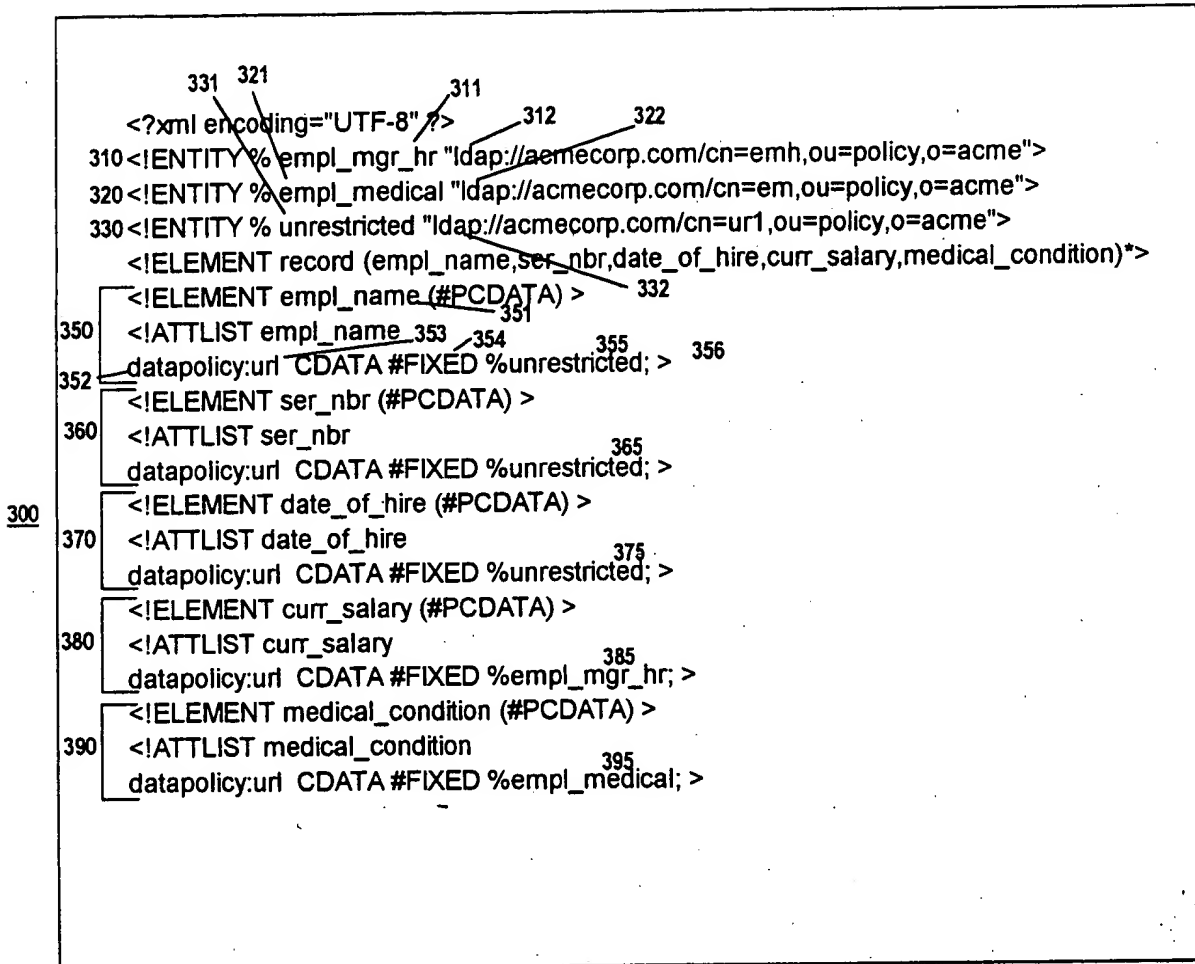 331 321 311
<?xml encoding="UTF-8" ?> 312 322
310 <!ENTITY % empl_mgr_hr "ldap://acmecorp.com/cn=emh,ou=policy,o=acme">
320 <!ENTITY % empl_medical "ldap://acmecorp.com/cn=em,ou=policy,o=acme">
330 <!ENTITY % unrestricted "ldap://acmecorp.com/cn=ur1,ou=policy,o=acme">
<!ELEMENT record (empl_name,ser_nbr,date_of_hire,curr_salary,medical_condition)*>
<!ELEMENT empl_name (#PCDATA) > 332
351
350 <!ATTLIST empl_name 353 354 355 356
352 datapolicy:url CDATA #FIXED %unrestricted; >
<!ELEMENT ser_nbr (#PCDATA) >
360 <!ATTLIST ser_nbr 365
datapolicy:url CDATA #FIXED %unrestricted; >
300 <!ELEMENT date_of_hire (#PCDATA) >
370 <!ATTLIST date_of_hire 375
datapolicy:url CDATA #FIXED %unrestricted; >
<!ELEMENT curr_salary (#PCDATA) >
380 <!ATTLIST curr_salary 385
datapolicy:url CDATA #FIXED %empl_mgr_hr; >
<!ELEMENT medical_condition (#PCDATA) >
390 <!ATTLIST medical_condition 395
datapolicy:url CDATA #FIXED %empl_medical; >